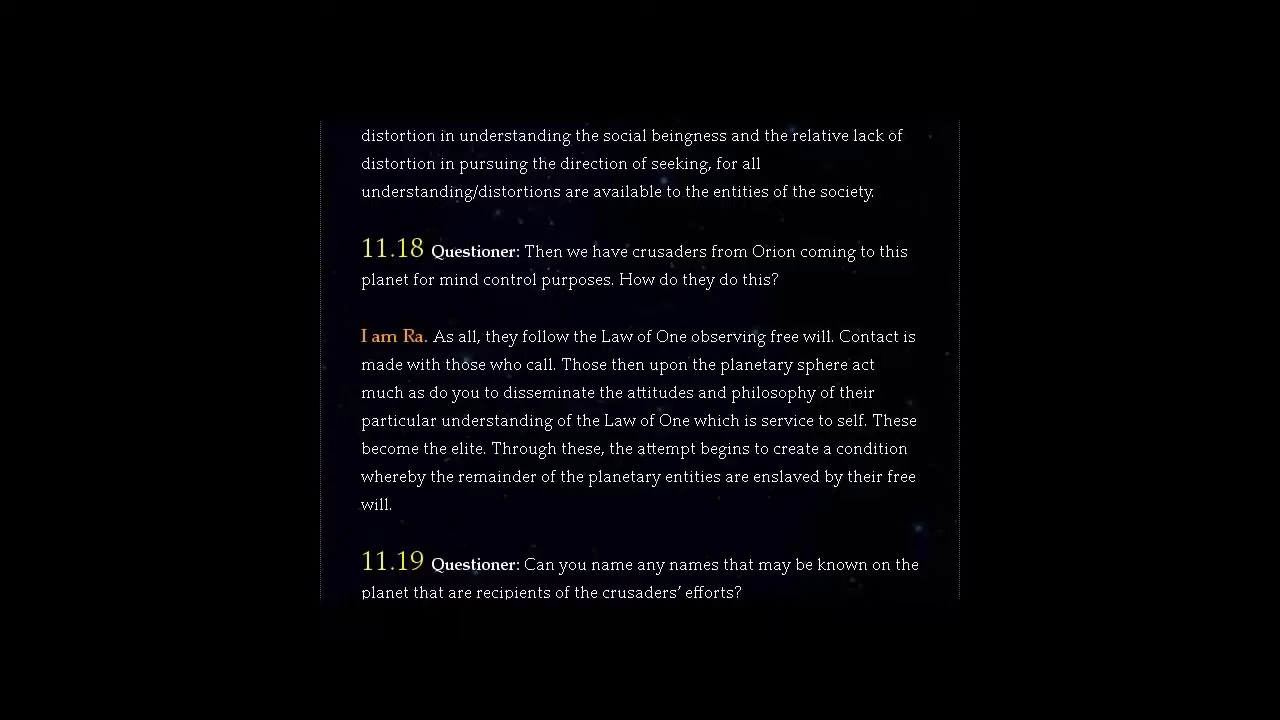 distortion in understanding the social beingness and the relative lack of
distortion in pursuing the direction of seeking, for all
understanding/distortions are available to the entities of the society.
11.18 Questioner: Then we have crusaders from Orion coming to this
planet for mind control purposes. How do they do this?
I am Ra. As all, they follow the Law of One observing free will. Contact is
made with those who call. Those then upon the planetary sphere act
much as do you to disseminate the attitudes and philosophy of their
particular understanding of the Law of One which is service to self. These
become the elite. Through these, the attempt begins to create a condition
whereby the remainder of the planetary entities are enslaved by their free
will.
11.19 Questioner: Can you name any names that may be known on the
planet that are recipients of the crusaders’ efforts?